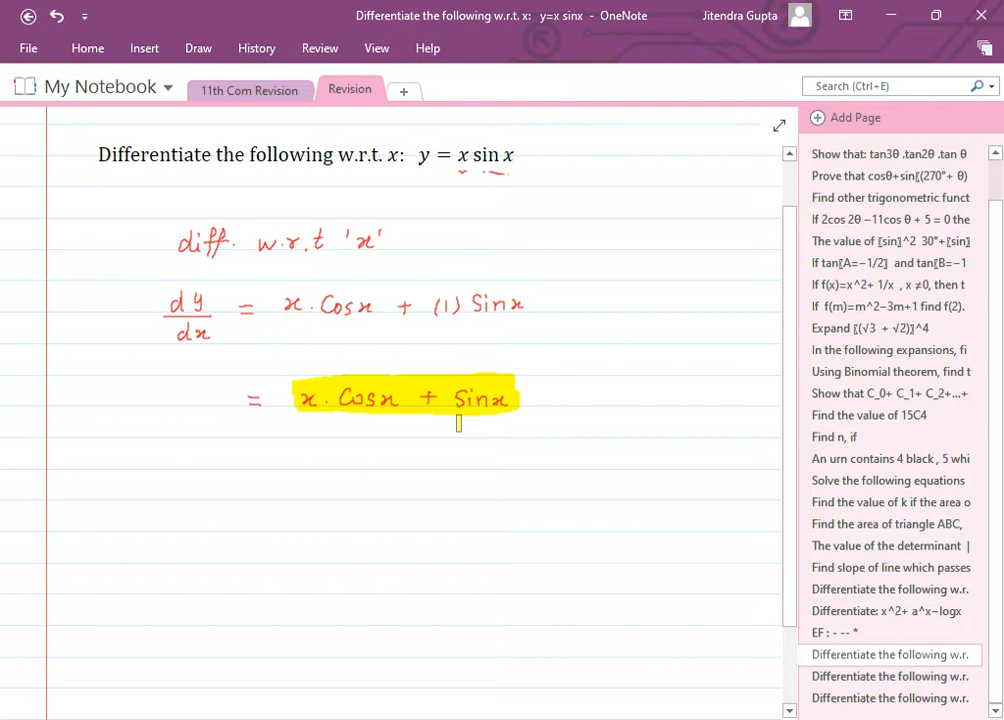 Differentiate the following w.r.t. x: y=x sinx - OneNote
Jitendra Gupta
File Home Insert Draw History Review View Help
My Notebook
11th Com Revision
Revision
+
Search (Ctrl+E)
Differentiate the following w.r.t. x: y = x sin x
diff. w.r.t 'x'
dy/dx = x . Cosx + (1) Sinx
= x . Cosx + Sinx
Add Page
Show that: tan3θ .tan2θ .tan θ
Prove that cosθ+sin〖(270°+ θ)
Find other trigonometric funct
If 2cos 2θ −11cos θ + 5 = 0 the
The value of 〖sin〗^2 30°+〖sin〗
If tan〖A=−1/2〗 and tan〖B=−1
If f(x)=x^2+ 1/x , x ≠0, then t
If f(m)=m^2−3m+1 find f(2).
Expand 〖(√3 + √2)〗^4
In the following expansions, fi
Using Binomial theorem, find t
Show that C_0+ C_1+ C_2+...+
Find the value of 15C4
Find n, if
An urn contains 4 black , 5 whi
Solve the following equations
Find the value of k if the area o
Find the area of triangle ABC,
The value of the determinant |
Find slope of line which passes
Differentiate the following w.r.
Differentiate: x^2+ a^x−logx
EF : - -- *
Differentiate the following w.r.
Differentiate the following w.r.
Differentiate the following w.r.